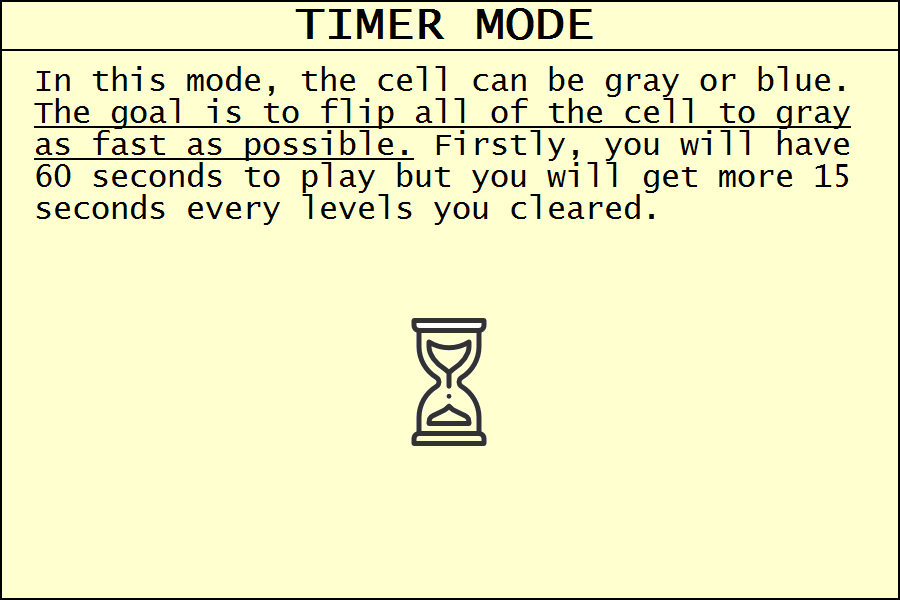 TIMER MODE
In this mode, the cell can be gray or blue.
The goal is to flip all of the cell to gray
as fast as possible. Firstly, you will have
60 seconds to play but you will get more 15
seconds every levels you cleared.